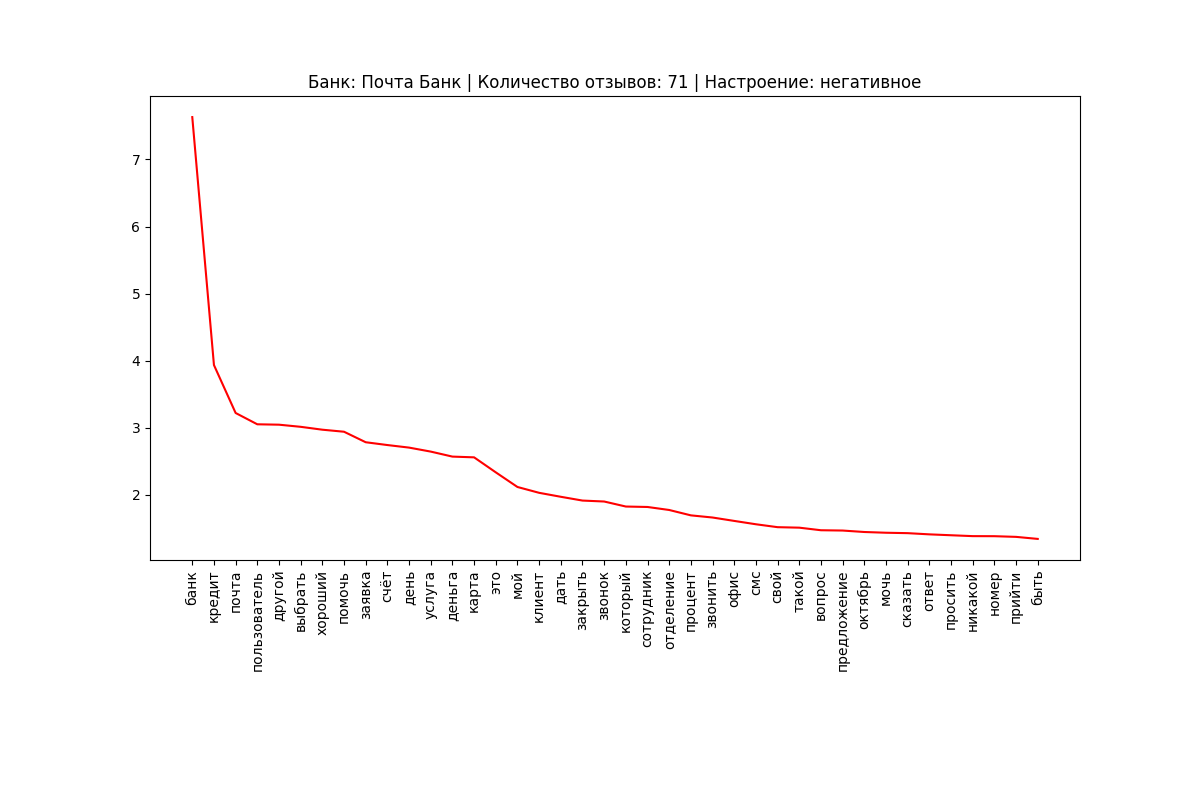 Банк: Почта Банк | Количество отзывов: 71 | Настроение: негативное
7
6
5
4
3
2
банк
кредит
почта
пользователь
другой
выбрать
хороший
помочь
заявка
счёт
день
услуга
деньга
карта
это
мой
клиент
дать
закрыть
звонок
который
сотрудник
отделение
процент
звонить
офис
смс
свой
такой
вопрос
предложение
октябрь
мочь
сказать
ответ
просить
никакой
номер
прийти
быть